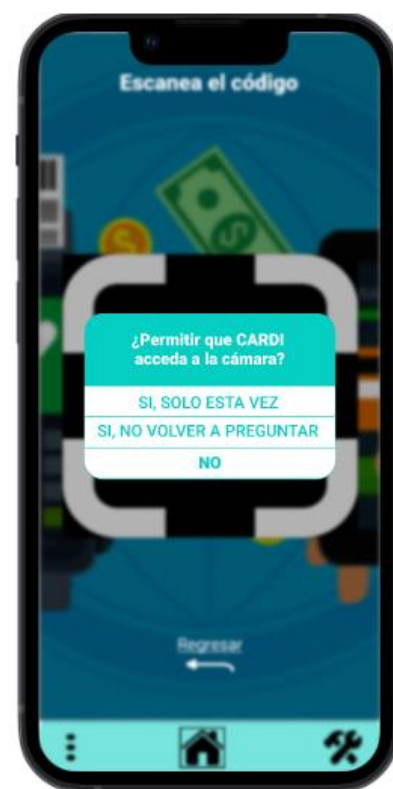 Escanea el código
¿Permitir que CARDI
acceda a la cámara?
SI, SOLO ESTA VEZ
SI, NO VOLVER A PREGUNTAR
NO
Regresar